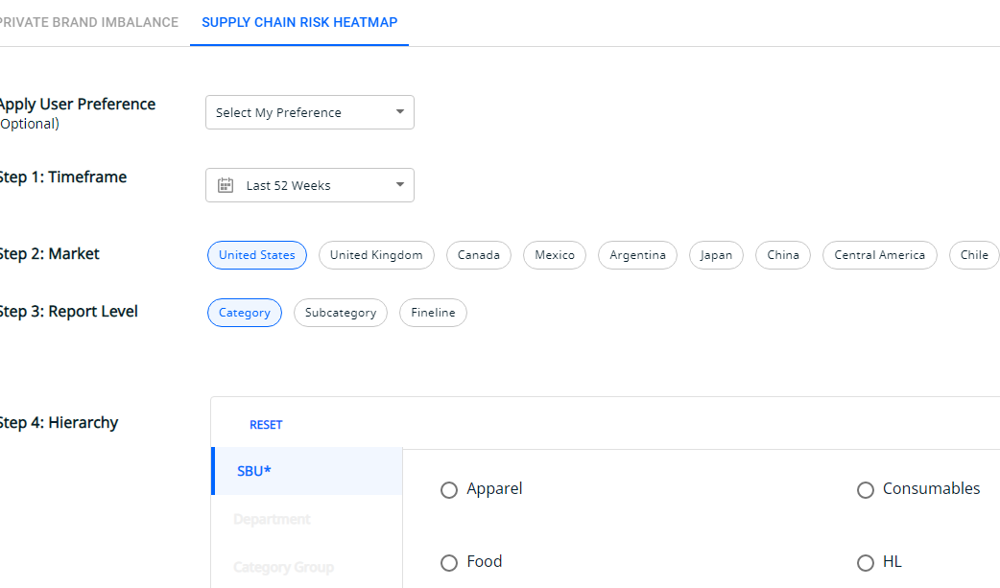 PRIVATE BRAND IMBALANCE SUPPLY CHAIN RISK HEATMAP
Apply User Preference
(Optional)
Select My Preference
Step 1: Timeframe
Last 52 Weeks
Step 2: Market
United States United Kingdom Canada Mexico Argentina Japan China Central America Chile
Step 3: Report Level
Category Subcategory Fineline
Step 4: Hierarchy
RESET
SBU*
Apparel Consumables
Department
Food HL
Category Group